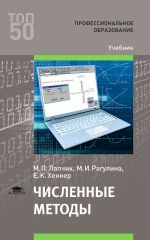 ТОП
50
ПРОФЕССИОНАЛЬНОЕ
ОБРАЗОВАНИЕ
Учебник
М. П. Лапчик, М. И. Рагулина,
Е. К. Хеннер
ЧИСЛЕННЫЕ
МЕТОДЫ